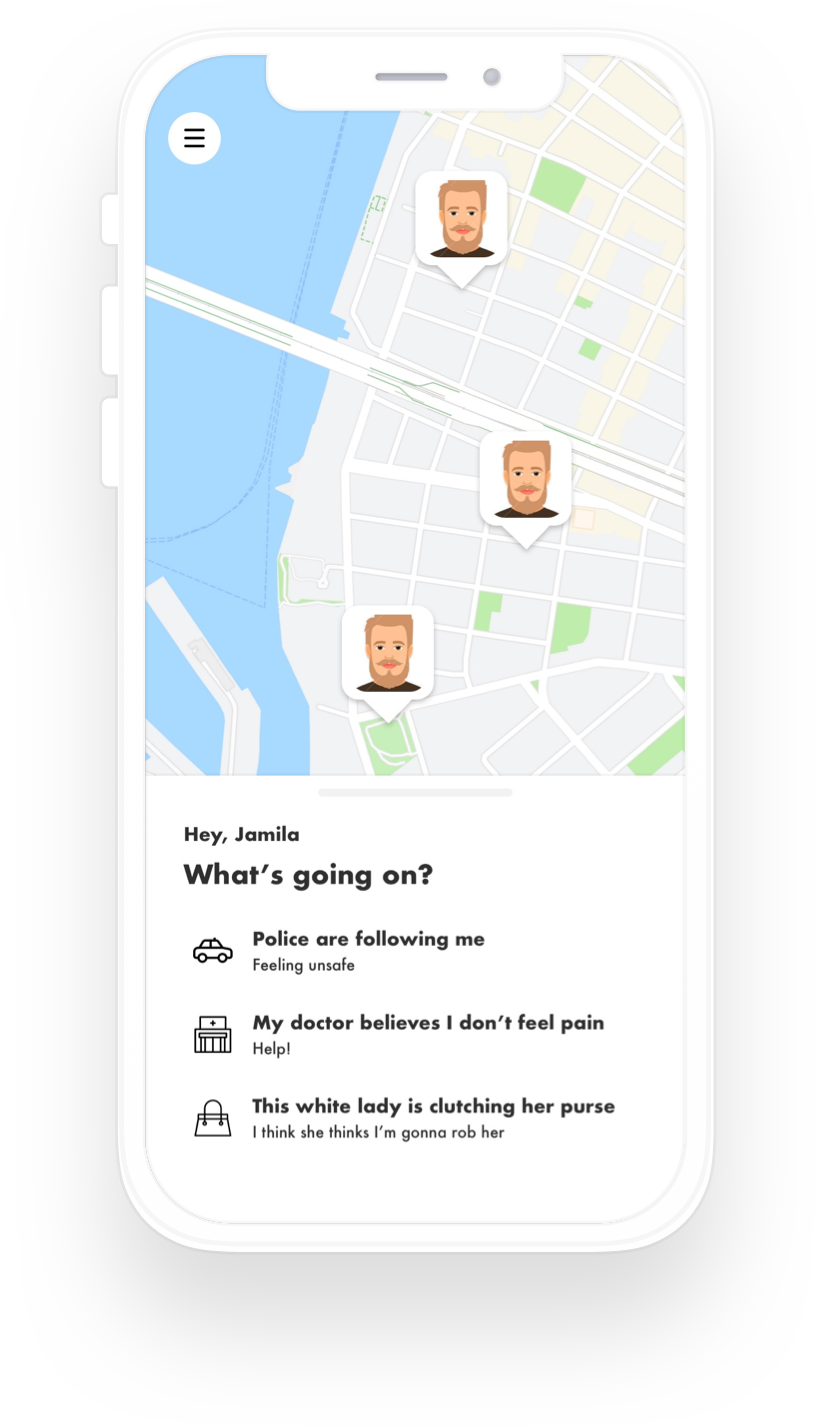 Hey, Jamila
What’s going on?
Police are following me
Feeling unsafe
My doctor believes I don’t feel pain
Help!
This white lady is clutching her purse
I think she thinks I’m gonna rob her